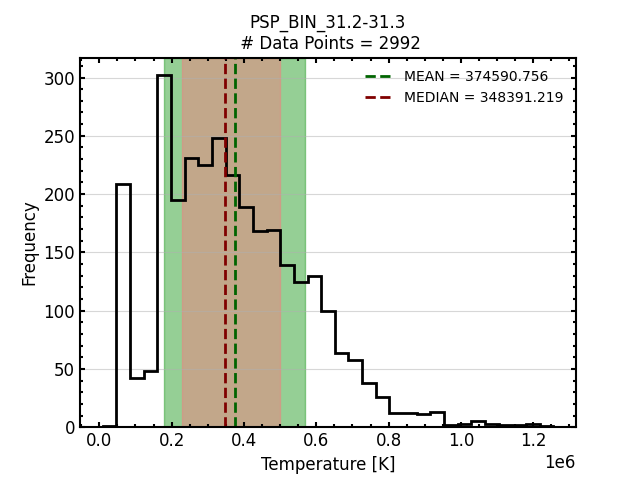 PSP_BIN_31.2-31.3
# Data Points = 2992
MEAN = 374590.756
MEDIAN = 348391.219
Frequency
300
250
200
150
100
50
0
0.0 0.2 0.4 0.6 0.8 1.0 1.2
1e6
Temperature [K]